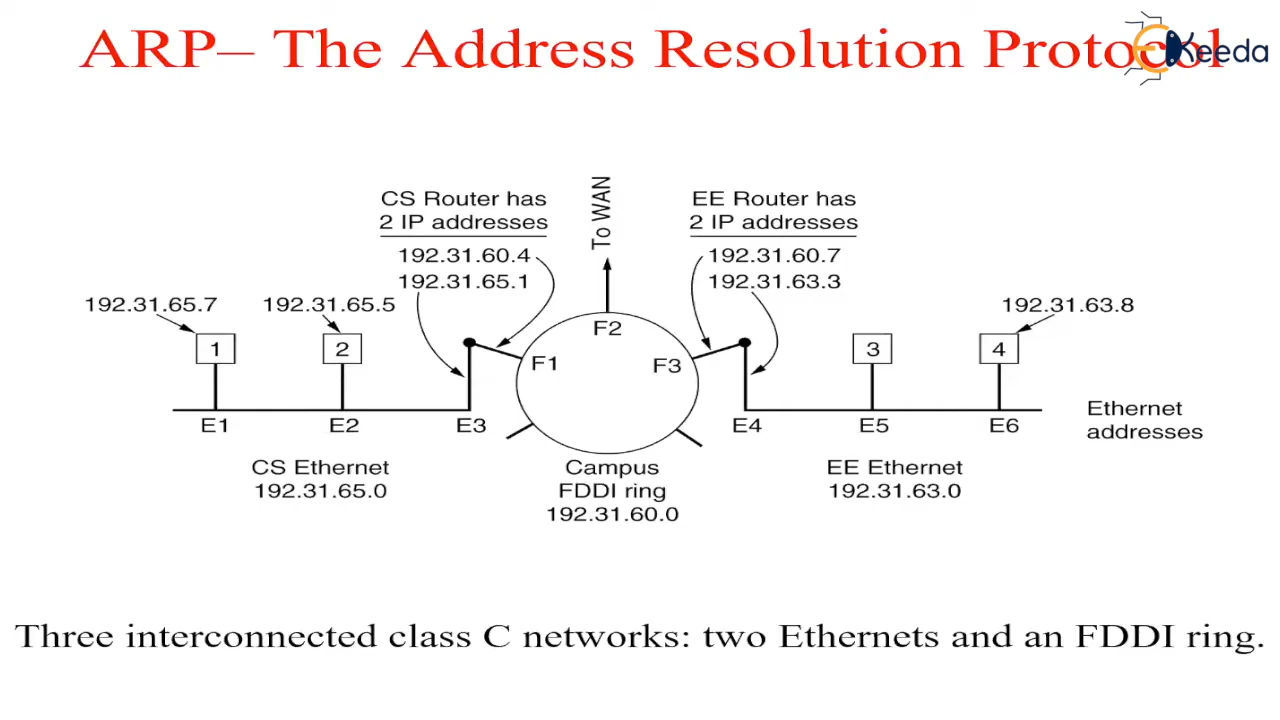 ARP– The Address Resolution Protocol
Keeda
CS Router has
2 IP addresses
192.31.60.4
192.31.65.1
To WAN
EE Router has
2 IP addresses
192.31.60.7
192.31.63.3
192.31.65.7
192.31.65.5
192.31.63.8
1
2
F1
F2
F3
3
4
E1
E2
E3
E4
E5
E6
Ethernet
addresses
CS Ethernet
192.31.65.0
Campus
FDDI ring
192.31.60.0
EE Ethernet
192.31.63.0
Three interconnected class C networks: two Ethernets and an FDDI ring.